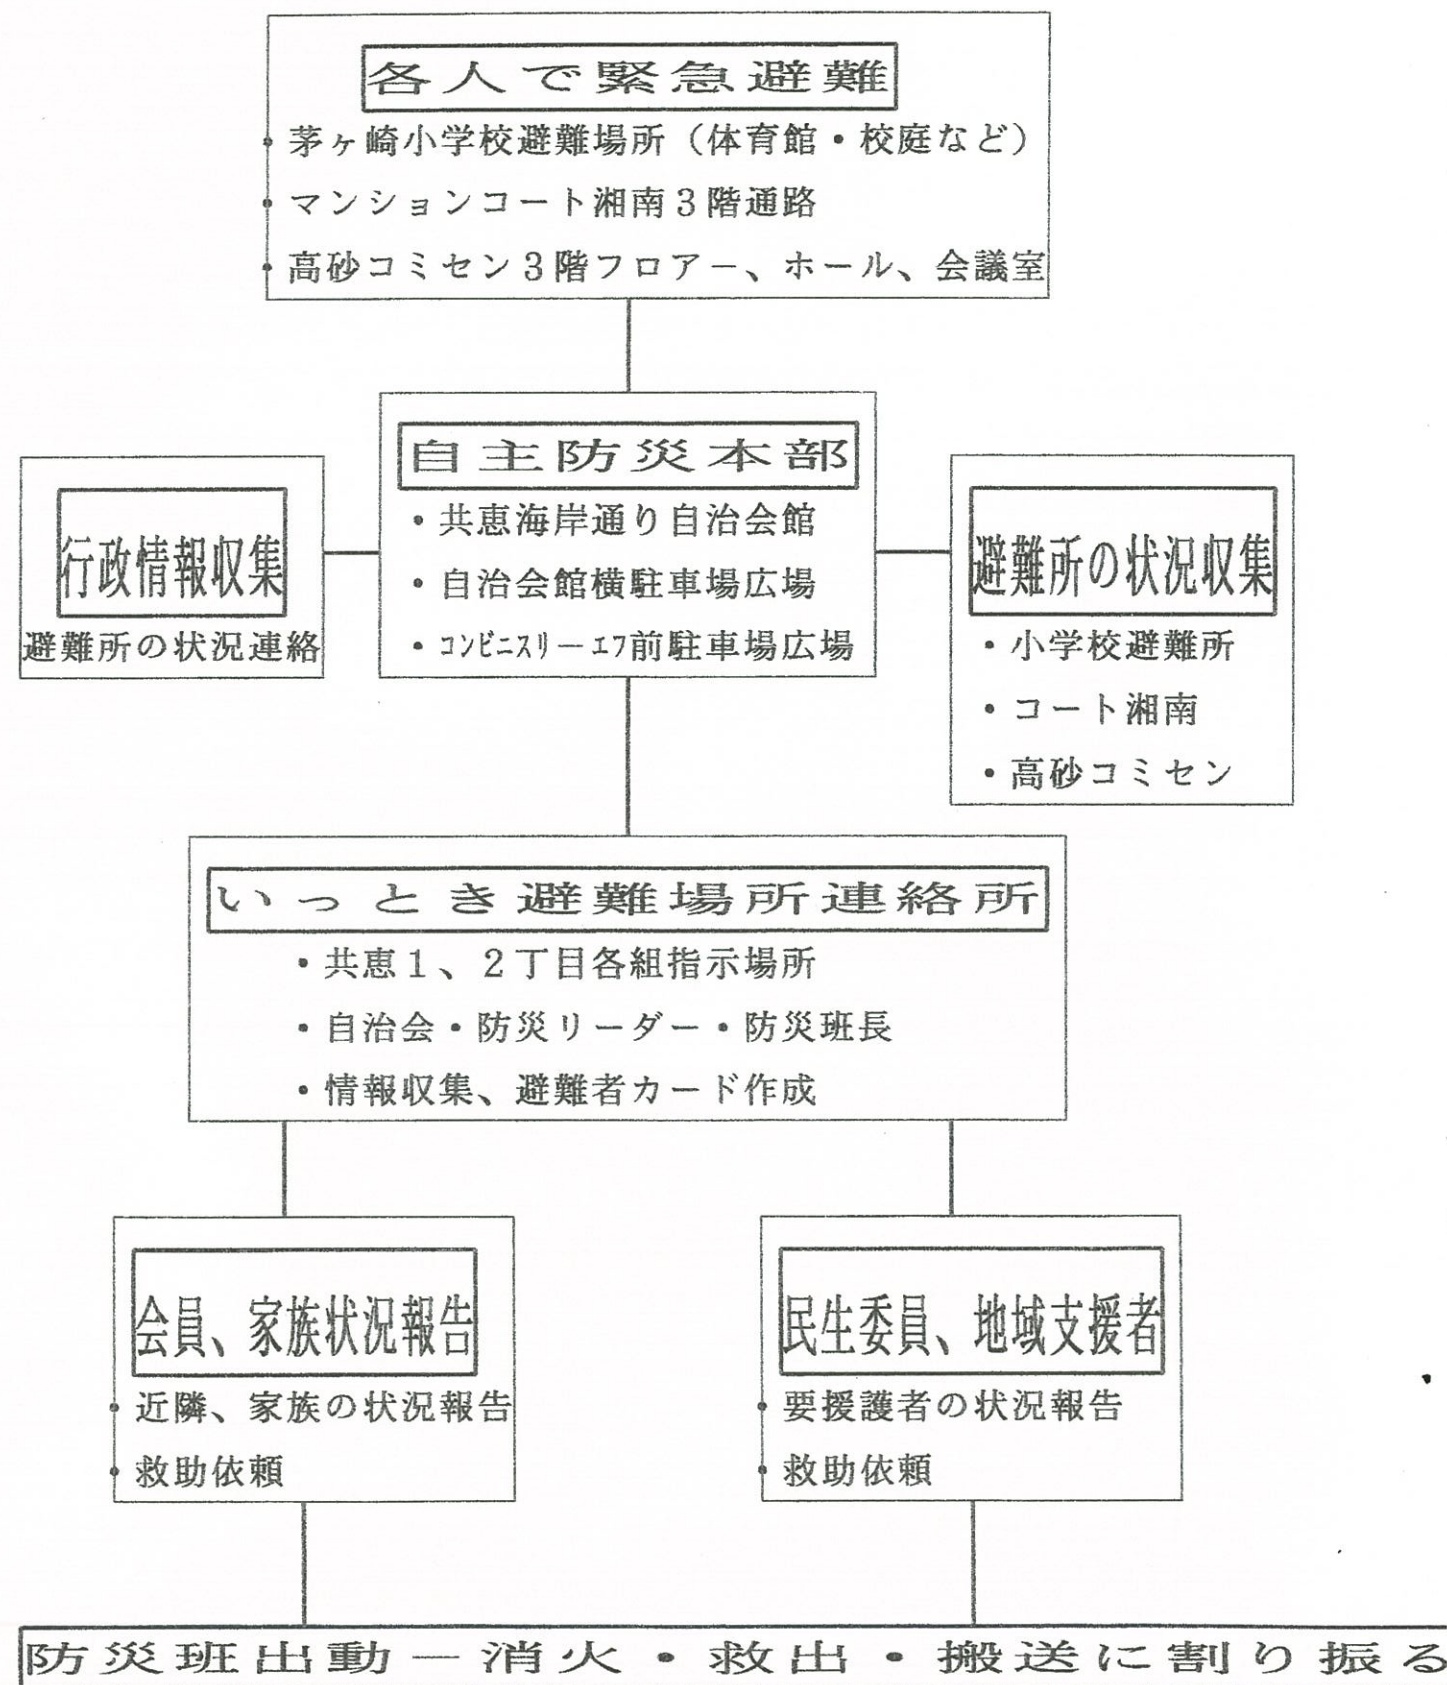 各人で緊急避難
・茅ヶ崎小学校避難場所（体育館・校庭など）
・マンションコート湘南３階通路
・高砂コミセン３階フロアー、ホール、会議室
自主防災本部
・共恵海岸通り自治会館
・自治会館横駐車場広場
・ｺﾝﾋﾞﾆｽﾘｰｴﾌ前駐車場広場
行政情報収集
避難所の状況連絡
避難所の状況収集
・小学校避難所
・コート湘南
・高砂コミセン
いっとき避難場所連絡所
・共恵１、２丁目各組指示場所
・自治会・防災リーダー・防災班長
・情報収集、避難者カード作成
会員、家族状況報告
・近隣、家族の状況報告
・救助依頼
民生委員、地域支援者
・要援護者の状況報告
・救助依頼
防災班出動―消火・救出・搬送に割り振る